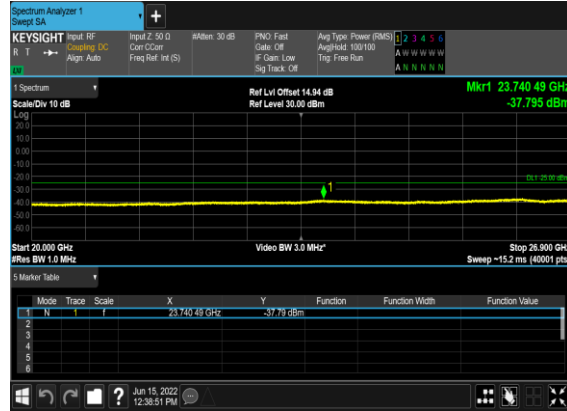 Spectrum Analyzer 1
Swept SA
+
KEYSIGHT
R T
LW
Input: RF
Coupling: DC
Align: Auto
Input Z: 50 Ω
Corr CCorr
Freq Ref: Int (S)
#Atten: 30 dB
PNO: Fast
Gate: Off
IF Gain: Low
Sig Track: Off
Avg Type: Power (RMS)
Avg|Hold: 100/100
Trig: Free Run
1 2 3 4 5 6
A W W W W W
A N N N N N
1 Spectrum
Scale/Div 10 dB
Ref Lvl Offset 14.94 dB
Ref Level 30.00 dBm
Mkr1 23.740 49 GHz
-37.795 dBm
Log
20.0
10.0
0.00
-10.0
-20.0
-30.0
-40.0
-50.0
-60.0
DL1 -25.00 dBm
1
Start 20.000 GHz
#Res BW 1.0 MHz
Video BW 3.0 MHz*
Stop 26.900 GHz
Sweep ~15.2 ms (40001 pts)
5 Marker Table
Mode Trace Scale X Y Function Function Width Function Value
1 N 1 f 23.740 49 GHz -37.79 dBm
2
3
4
5
6
?
Jun 15, 2022
12:38:51 PM